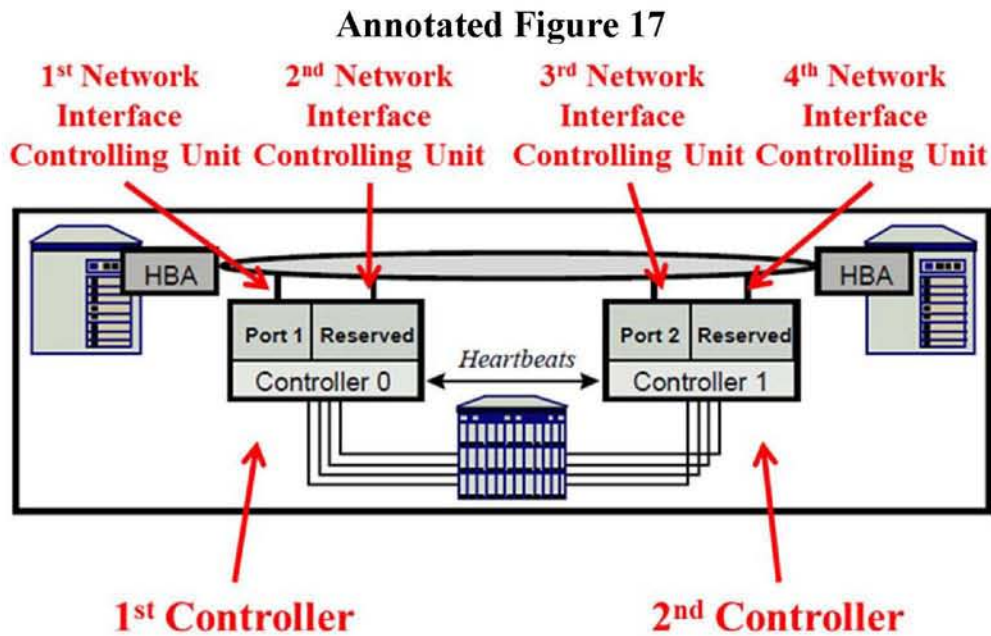 Annotated Figure 17
1st Network
Interface
Controlling Unit
2nd Network
Interface
Controlling Unit
3rd Network
Interface
Controlling Unit
4th Network
Interface
Controlling Unit
HBA
HBA
Port 1
Reserved
Controller 0
Heartbeats
Port 2
Reserved
Controller 1
1st Controller
2nd Controller